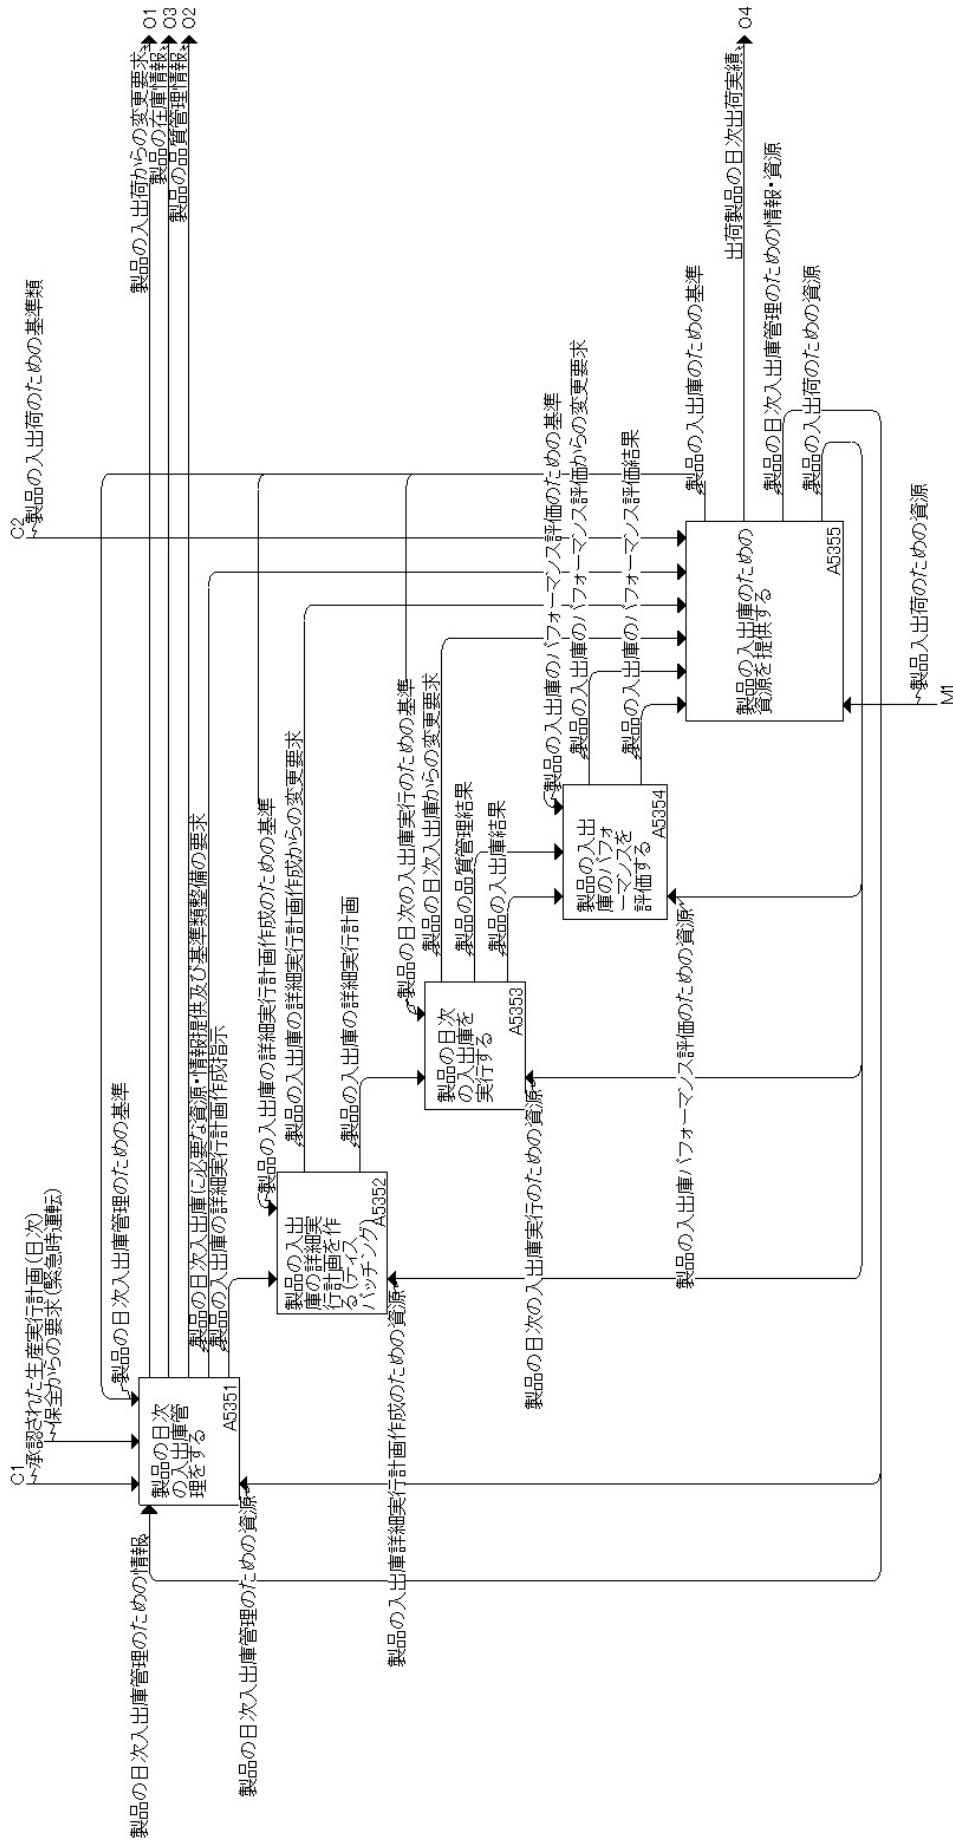 C1
承認された生産実行計画(日次)
保全からの要求(緊急時運転)
C2
製品の入出荷のための基準類
製品の日次入出庫管理のための基準
製品の入出荷からの変更要求
O1
製品の在庫情報
O3
製品の品質管理情報
O2
製品の日次入出庫管理のための情報
製品の日次
の入出庫管
理をする
A5351
製品の日次入出庫に必要な資源・情報提供及び基準類整備の要求
製品の入出庫の詳細実行計画作成指示
製品の日次入出庫管理のための資源
製品の入出庫の詳細実行計画作成のための基準
製品の入出庫の詳細実行計画作成からの変更要求
製品の入出
庫の詳細実
行計画を作
る(ディス
パッチング)
A5352
製品の入出庫の詳細実行計画
製品の入出庫詳細実行計画作成のための資源
製品の日次の入出庫実行のための基準
製品の日次入出庫からの変更要求
製品の日次
の入出庫を
実行する
A5353
製品の品質管理結果
製品の入出庫結果
製品の日次の入出庫実行のための資源
製品の入出庫のパフォーマンス評価のための基準
製品の入出庫のパフォーマンス評価からの変更要求
製品の入出
庫のパフォ
ーマンスを
評価する
A5354
製品の入出庫のパフォーマンス評価結果
製品の入出庫パフォーマンス評価のための資源
製品の入出庫のための基準
出荷製品の日次出荷実績
O4
製品の入出庫のための
資源を提供する
A5355
製品の日次入出庫管理のための情報・資源
製品の入出荷のための資源
製品入出荷のための資源
M1